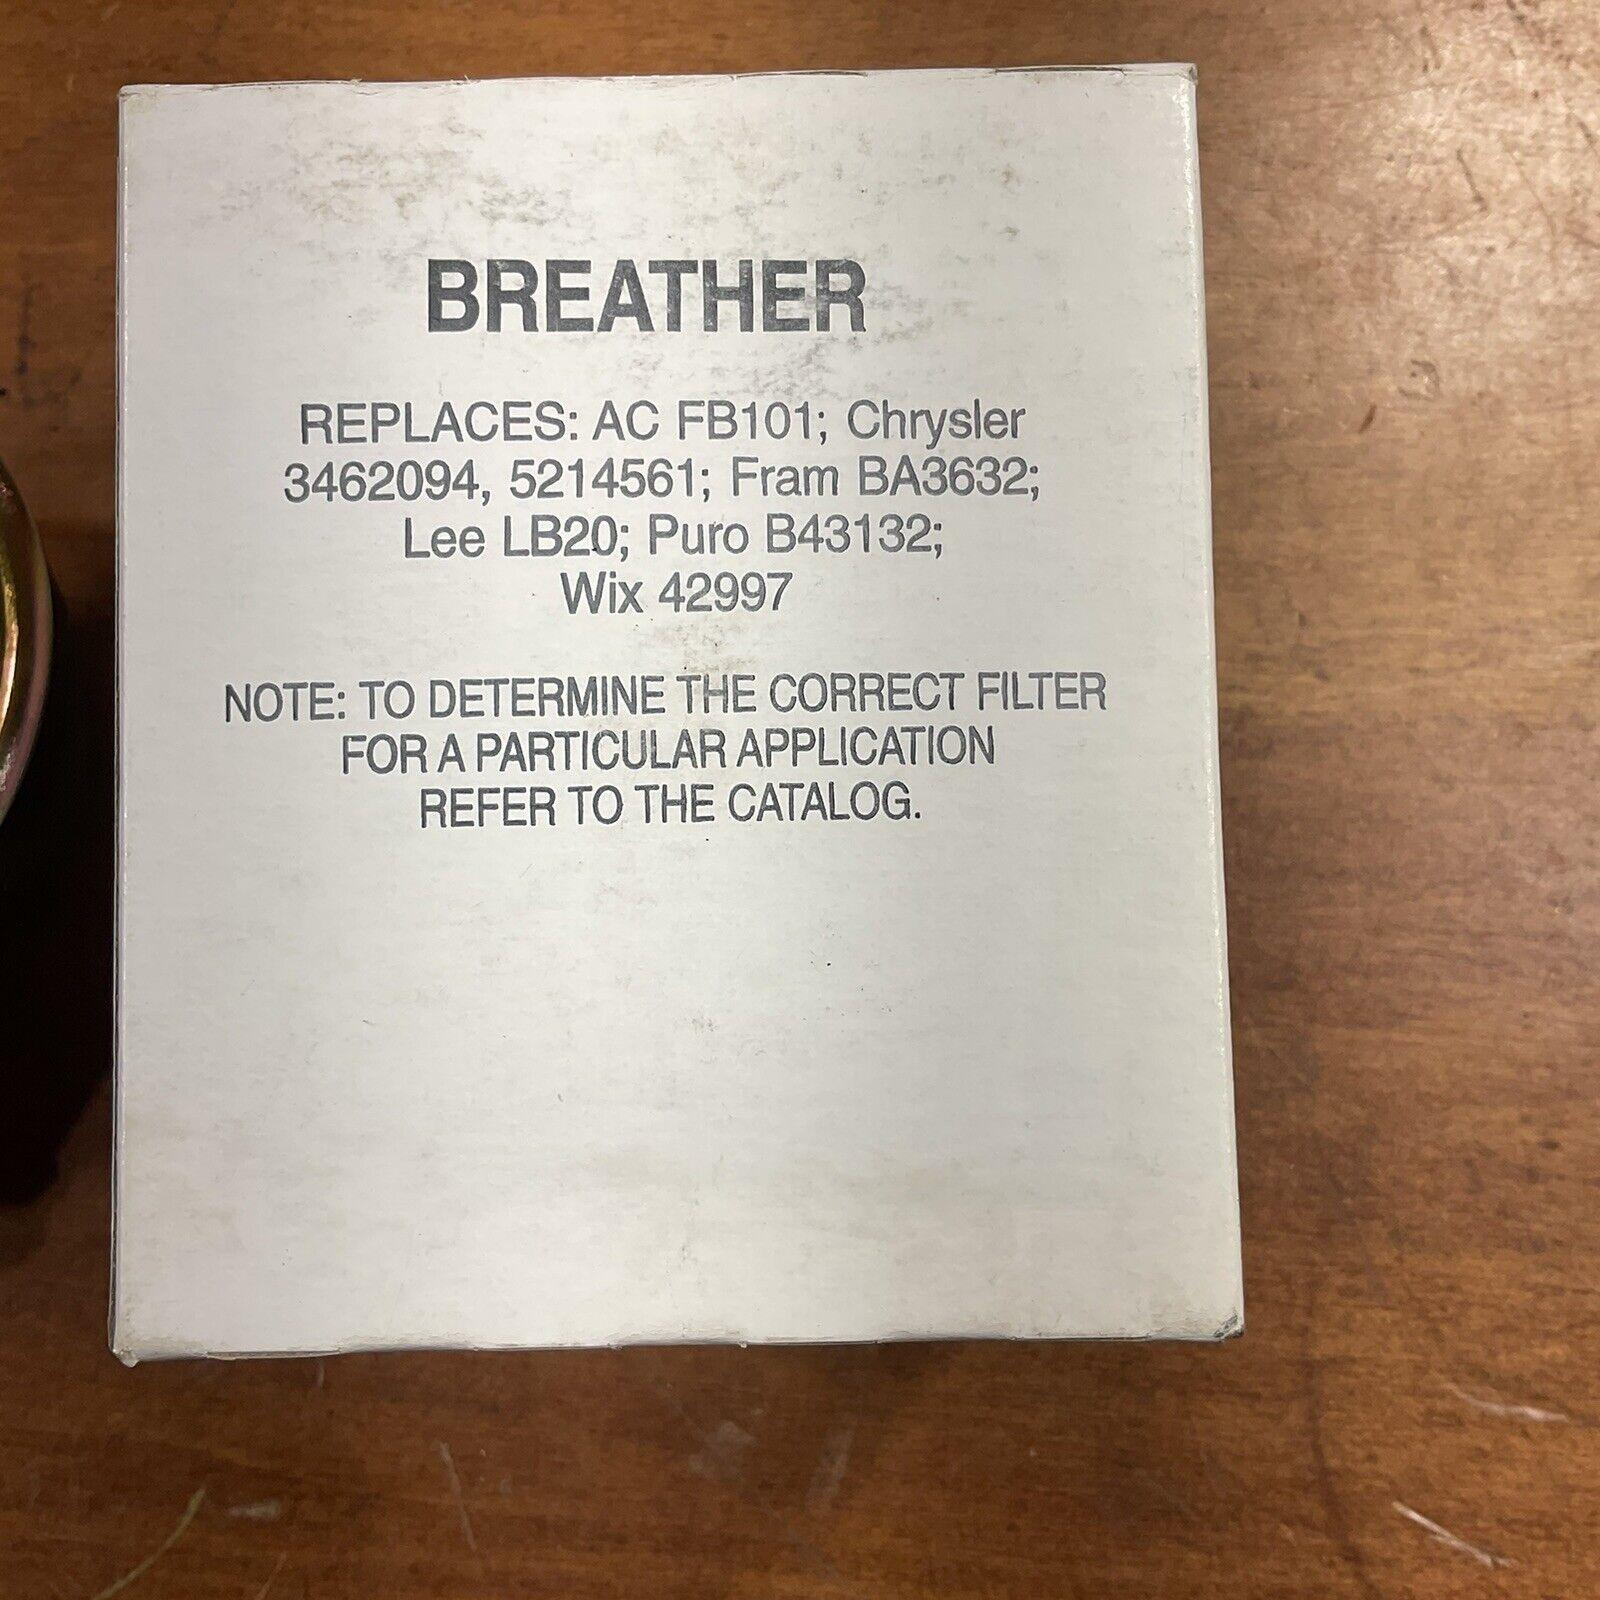 BREATHER
REPLACES: AC FB101; Chrysler
3462094, 5214561; Fram BA3632;
Lee LB20; Puro B43132;
Wix 42997
NOTE: TO DETERMINE THE CORRECT FILTER
FOR A PARTICULAR APPLICATION
REFER TO THE CATALOG.